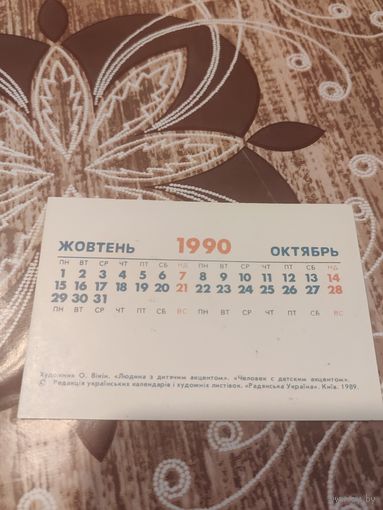 ЖОВТЕНЬ 1990 ОКТЯБРЬ
ПН ВТ СР ЧТ ПТ СБ НД ПН ВТ СР ЧТ ПТ СБ НД
1 2 3 4 5 6 7 8 9 10 11 12 13 14
15 16 17 18 19 20 21 22 23 24 25 26 27 28
29 30 31
ПН ВТ СР ЧТ ПТ СБ ВС ПН ВТ СР ЧТ ПТ СБ ВС
Художник О. Вікін. «Людина з дитячим акцентом». «Человек с детским акцентом».
© Редакція українських календарів і художніх листівок. «Радянська Україна». Київ. 1989.